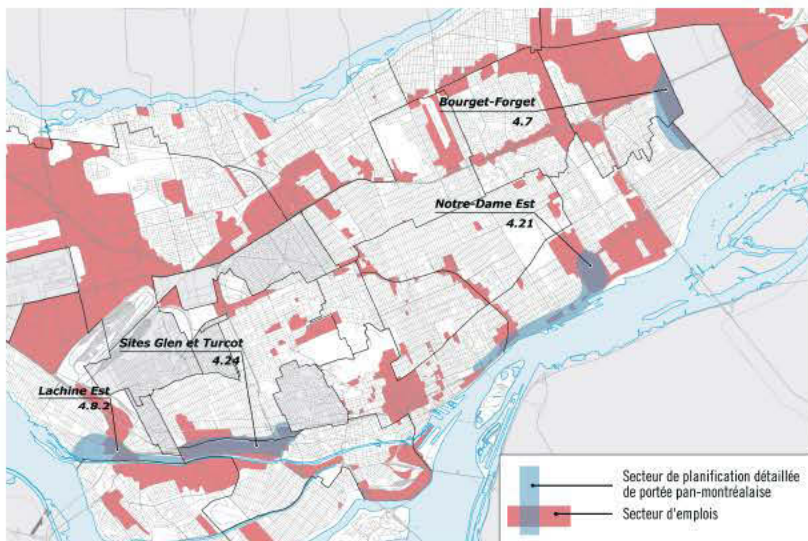 Bourget-Forget
4.7
Notre-Dame Est
4.21
Sites Glen et Turcot
4.24
Lachine Est
4.8.2
Secteur de planification détaillée
de portée pan-montréalaise
Secteur d'emplois